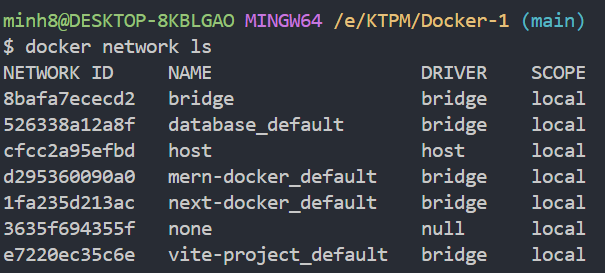 minh8@DESKTOP-8KBLGAO MINGW64 /e/KTPM/Docker-1 (main)
$ docker network ls
NETWORK ID     NAME                   DRIVER    SCOPE
8bafa7ececd2   bridge                 bridge    local
526338a12a8f   database_default       bridge    local
cfcc2a95efbd   host                   host      local
d295360090a0   mern-docker_default    bridge    local
1fa235d213ac   next-docker_default    bridge    local
3635f694355f   none                   null      local
e7220ec35c6e   vite-project_default   bridge    local